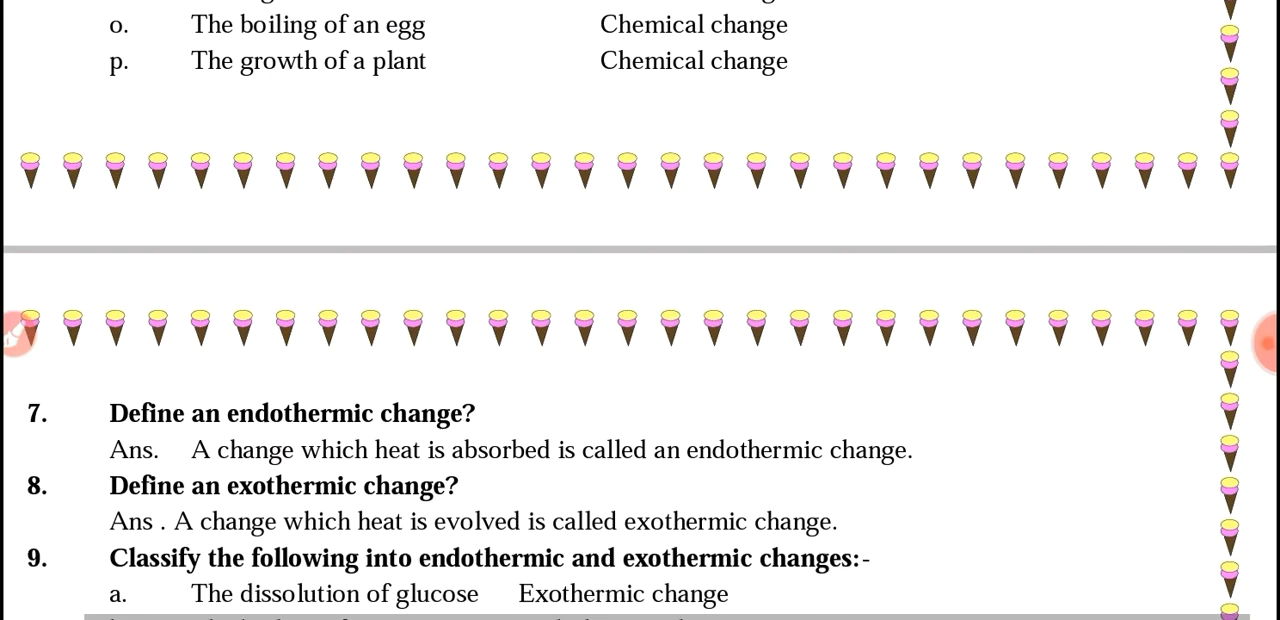 o. The boiling of an egg Chemical change
p. The growth of a plant Chemical change
7. Define an endothermic change?
Ans. A change which heat is absorbed is called an endothermic change.
8. Define an exothermic change?
Ans . A change which heat is evolved is called exothermic change.
9. Classify the following into endothermic and exothermic changes:-
a. The dissolution of glucose Exothermic change